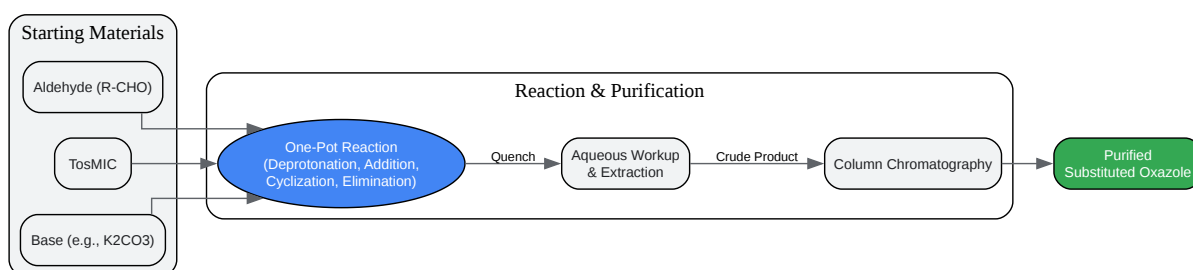 Starting Materials
Aldehyde (R-CHO)
TosMIC
Base (e.g., K2CO3)
Reaction & Purification
One-Pot Reaction
(Deprotonation, Addition,
Cyclization, Elimination)
Quench
Aqueous Workup
& Extraction
Crude Product
Column Chromatography
Purified
Substituted Oxazole